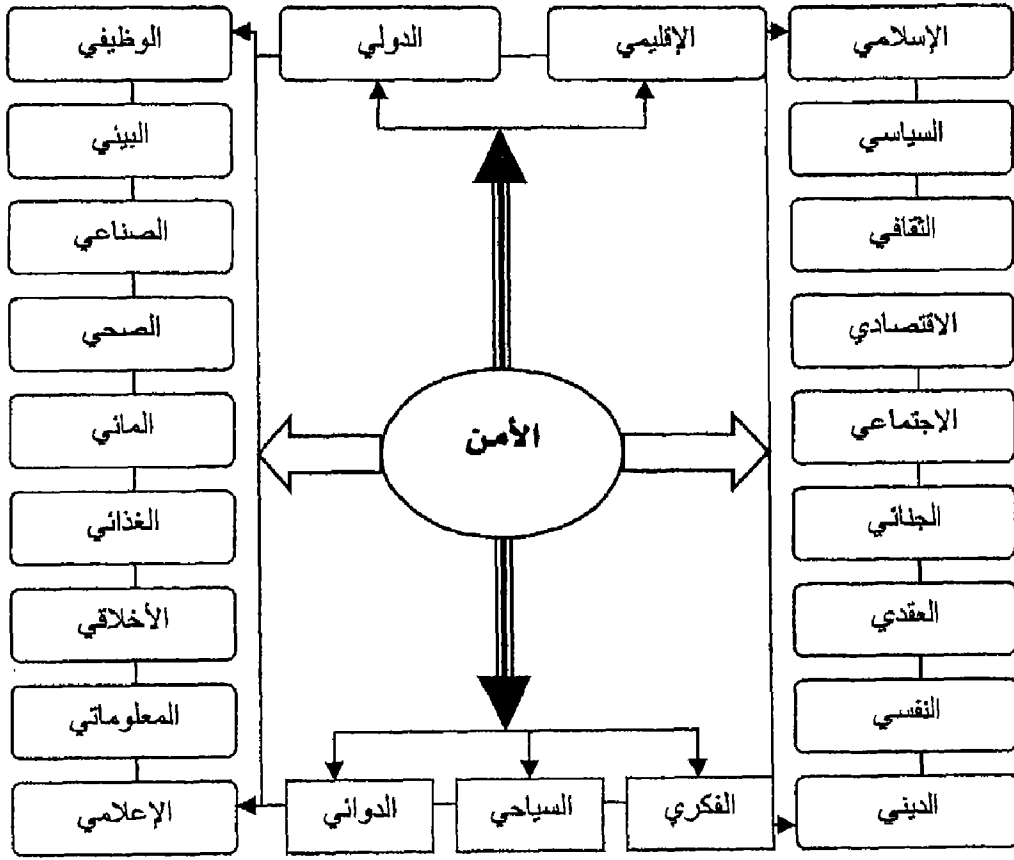 الإسلامي
الإقليمي
الدولي
الوظيفي
السياسي
البيئي
الثقافي
الصناعي
الاقتصادي
الصحي
الإجتماعي
الأمن
المائي
الجنائي
الغذائي
العقدي
الأخلاقي
النفسي
المعلوماتي
الديني
الفكري
السياحي
الدوائي
الإعلامي